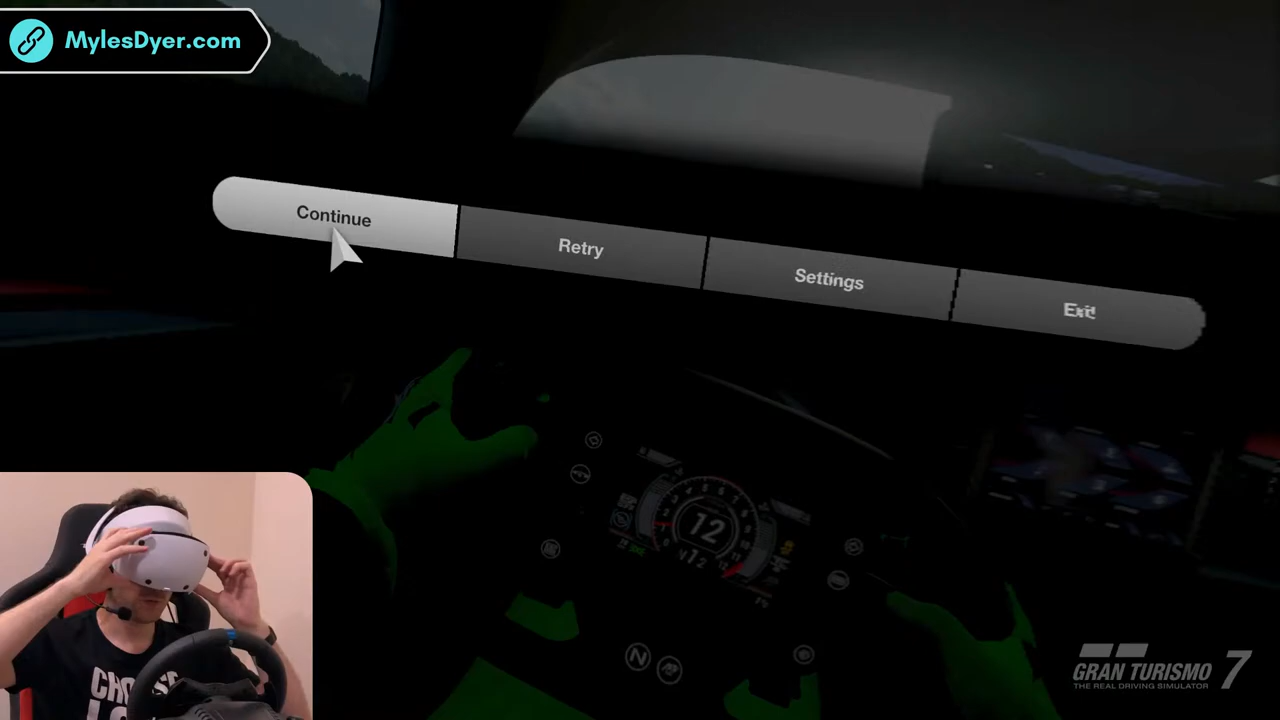 MylesDyer.com
Continue
Retry
Settings
Exit
12
N
GRAN TURISMO 7
THE REAL DRIVING SIMULATOR